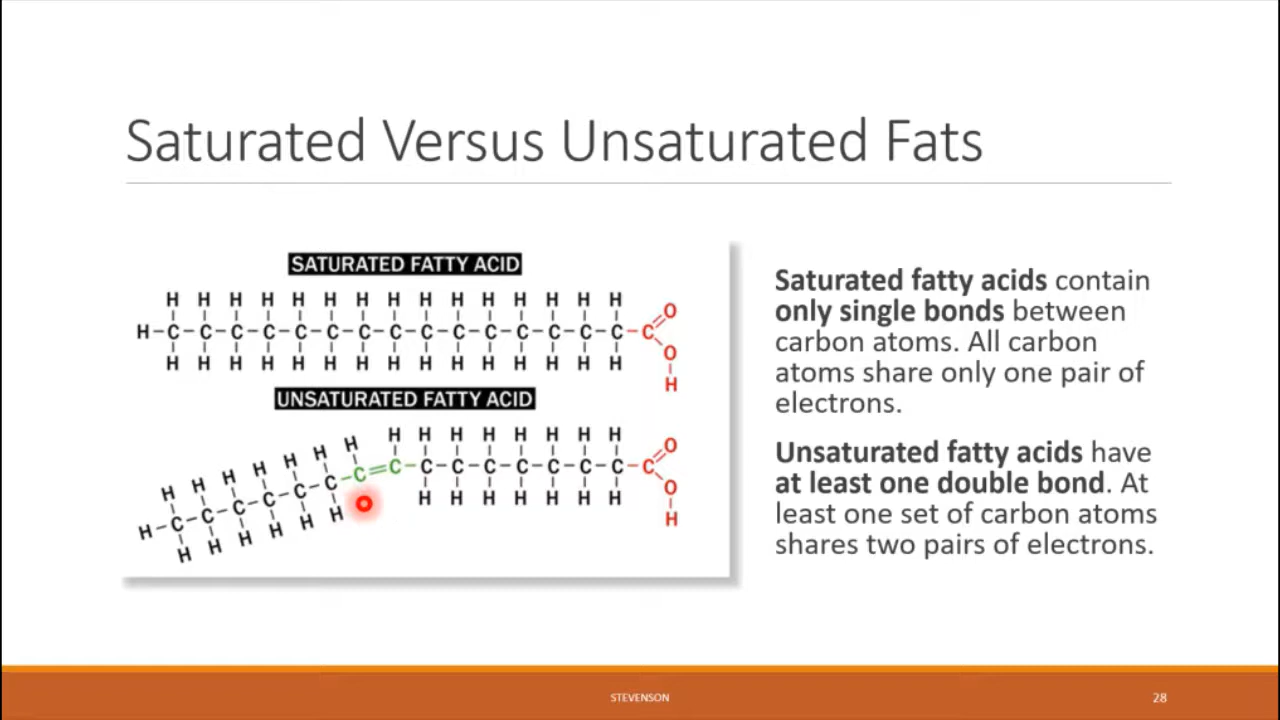 Saturated Versus Unsaturated Fats
SATURATED FATTY ACID
H H H H H H H H H H H H H H H O
H–C–C–C–C–C–C–C–C–C–C–C–C–C–C–C–C
H H H H H H H H H H H H H H H O
H
UNSATURATED FATTY ACID
H H H H H H H H H H H H H H H O
H–C–C–C–C–C–C–C=C–C–C–C–C–C–C–C–C
H H H H H H H H H H H H H O
H
Saturated fatty acids contain
only single bonds between
carbon atoms. All carbon
atoms share only one pair of
electrons.
Unsaturated fatty acids have
at least one double bond. At
least one set of carbon atoms
shares two pairs of electrons.
STEVENSON
28